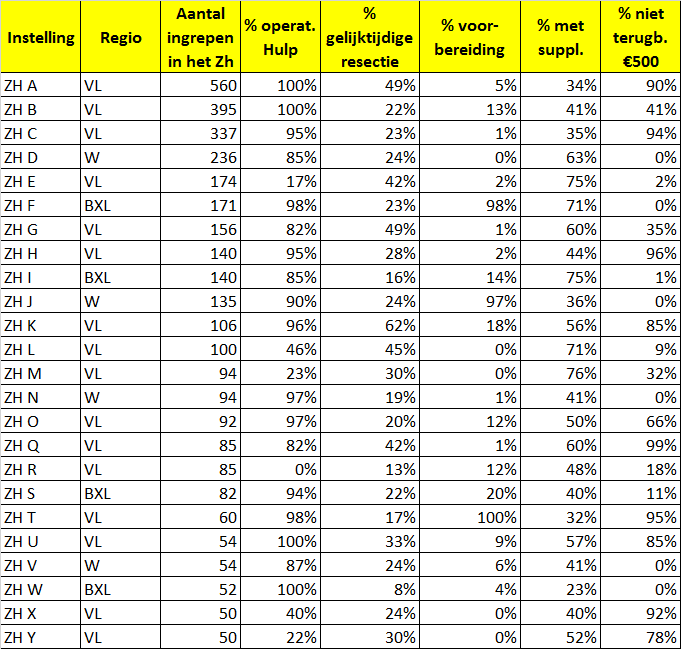 Instelling Regio Aantal ingrepen in het Zh % operat. Hulp % gelijktijdige resectie % voor-bereiding % met suppl. % niet terugb. €500
ZH A VL 560 100% 49% 5% 34% 90%
ZH B VL 395 100% 22% 13% 41% 41%
ZH C VL 337 95% 23% 1% 35% 94%
ZH D W 236 85% 24% 0% 63% 0%
ZH E VL 174 17% 42% 2% 75% 2%
ZH F BXL 171 98% 23% 98% 71% 0%
ZH G VL 156 82% 49% 1% 60% 35%
ZH H VL 140 95% 28% 2% 44% 96%
ZH I BXL 140 85% 16% 14% 75% 1%
ZH J W 135 90% 24% 97% 36% 0%
ZH K VL 106 96% 62% 18% 56% 85%
ZH L VL 100 46% 45% 0% 71% 9%
ZH M VL 94 23% 30% 0% 76% 32%
ZH N W 94 97% 19% 1% 41% 0%
ZH O VL 92 97% 20% 12% 50% 66%
ZH Q VL 85 82% 42% 1% 60% 99%
ZH R VL 85 0% 13% 12% 48% 18%
ZH S BXL 82 94% 22% 20% 40% 11%
ZH T VL 60 98% 17% 100% 32% 95%
ZH U VL 54 100% 33% 9% 57% 85%
ZH V W 54 87% 24% 6% 41% 0%
ZH W BXL 52 100% 8% 4% 23% 0%
ZH X VL 50 40% 24% 0% 40% 92%
ZH Y VL 50 22% 30% 0% 52% 78%